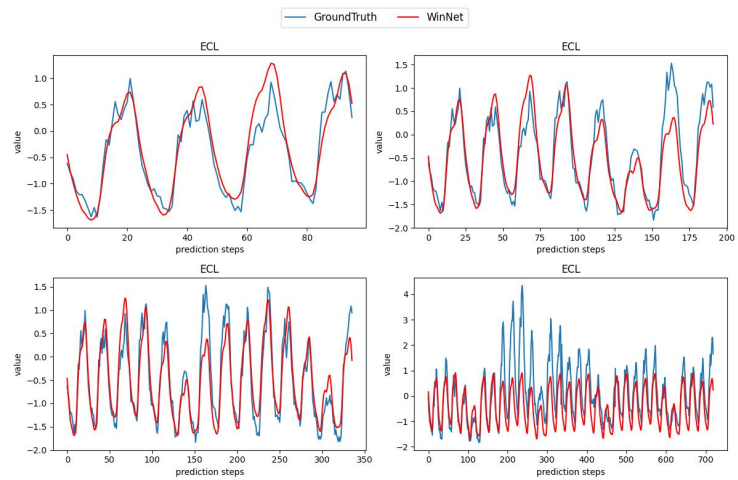 GroundTruth WinNet
ECL
1.0
0.5
0.0
−0.5
−1.0
−1.5
value
0 20 40 60 80
prediction steps
ECL
1.5
1.0
0.5
0.0
−0.5
−1.0
−1.5
−2.0
value
0 25 50 75 100 125 150 175 200
prediction steps
ECL
1.5
1.0
0.5
0.0
−0.5
−1.0
−1.5
−2.0
value
0 50 100 150 200 250 300 350
prediction steps
ECL
4
3
2
1
0
−1
−2
value
0 100 200 300 400 500 600 700
prediction steps